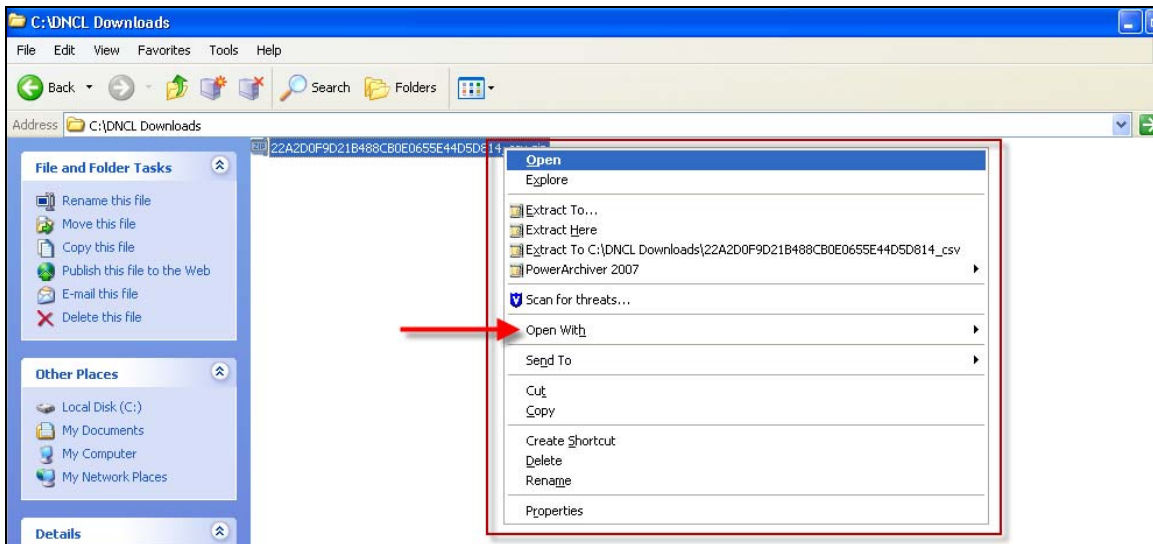 C:\DNCL Downloads
File Edit View Favorites Tools Help
Back Search Folders
Address C:\DNCL Downloads
File and Folder Tasks
Rename this file
Move this file
Copy this file
Publish this file to the Web
E-mail this file
Delete this file
Other Places
Local Disk (C:)
My Documents
My Computer
My Network Places
Details
ZIP 22A2D0F9D21B488CB0E0655E44D5D814_csv.zip
Open
Explore
Extract To...
Extract Here
Extract To C:\DNCL Downloads\22A2D0F9D21B488CB0E0655E44D5D814_csv
PowerArchiver 2007
Scan for threats...
Open With
Send To
Cut
Copy
Create Shortcut
Delete
Rename
Properties